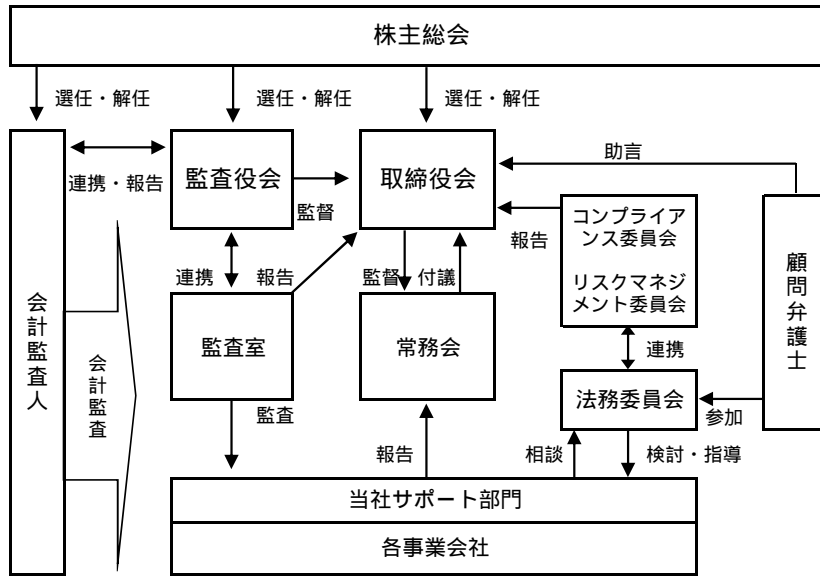 株主総会
選任・解任
選任・解任
選任・解任
会計監査人
連携・報告
監査役会
監督
取締役会
助言
報告
コンプライア
ンス委員会
リスクマネジ
メント委員会
顧問弁護士
連携
報告
監督
付議
会計監査
監査室
常務会
連携
法務委員会
参加
監査
報告
相談
検討・指導
当社サポート部門
各事業会社